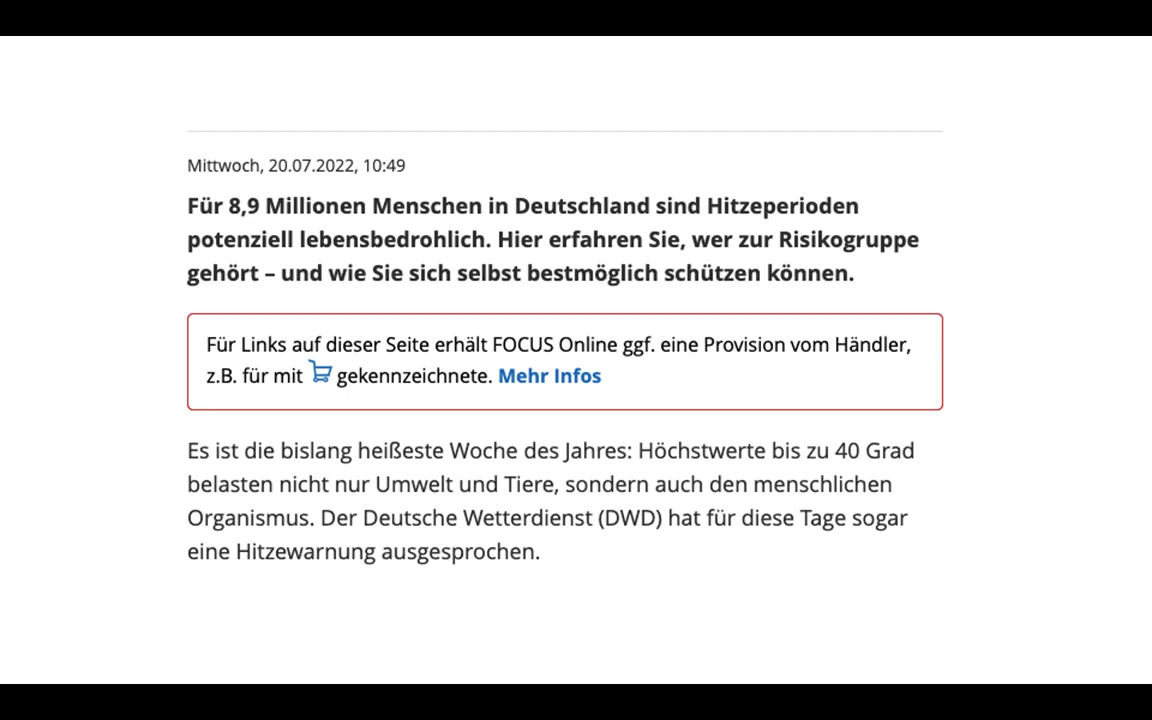 Mittwoch, 20.07.2022, 10:49
Für 8,9 Millionen Menschen in Deutschland sind Hitzeperioden
potenziell lebensbedrohlich. Hier erfahren Sie, wer zur Risikogruppe
gehört – und wie Sie sich selbst bestmöglich schützen können.
Für Links auf dieser Seite erhält FOCUS Online ggf. eine Provision vom Händler,
z.B. für mit gekennzeichnete. Mehr Infos
Es ist die bislang heißeste Woche des Jahres: Höchstwerte bis zu 40 Grad
belasten nicht nur Umwelt und Tiere, sondern auch den menschlichen
Organismus. Der Deutsche Wetterdienst (DWD) hat für diese Tage sogar
eine Hitzewarnung ausgesprochen.